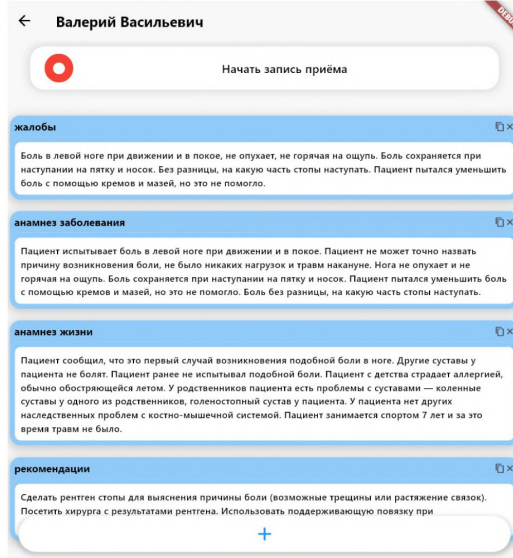 Валерий Васильевич
DEBU
Начать запись приёма
жалобы
Боль в левой ноге при движении и в покое, не опухает, не горячая на ощупь. Боль сохраняется при
наступании на пятку и носок. Без разницы, на какую часть стопы наступать. Пациент пытался уменьшить
боль с помощью кремов и мазей, но это не помогло.
анамнез заболевания
Пациент испытывает боль в левой ноге при движении и в покое. Пациент не может точно назвать
причину возникновения боли, не было никаких нагрузок и травм накануне. Нога не опухает и не
горячая на ощупь. Боль сохраняется при наступании на пятку и носок. Пациент пытался уменьшить боль
с помощью кремов и мазей, но это не помогло. Боль без разницы, на какую часть стопы наступать.
анамнез жизни
Пациент сообщил, что это первый случай возникновения подобной боли в ноге. Другие суставы у
пациента не болят. Пациент ранее не испытывал подобной боли. Пациент с детства страдает аллергией,
обычно обостряющейся летом. У родственников пациента есть проблемы с суставами — коленные
суставы у одного из родственников, голеностопный сустав у пациента. У пациента нет других
наследственных проблем с костно-мышечной системой. Пациент занимается спортом 7 лет и за это
время травм не было.
рекомендации
Сделать рентген стопы для выяснения причины боли (возможные трещины или растяжение связок).
Посетить хирурга с результатами рентгена. Использовать поддерживающую повязку при